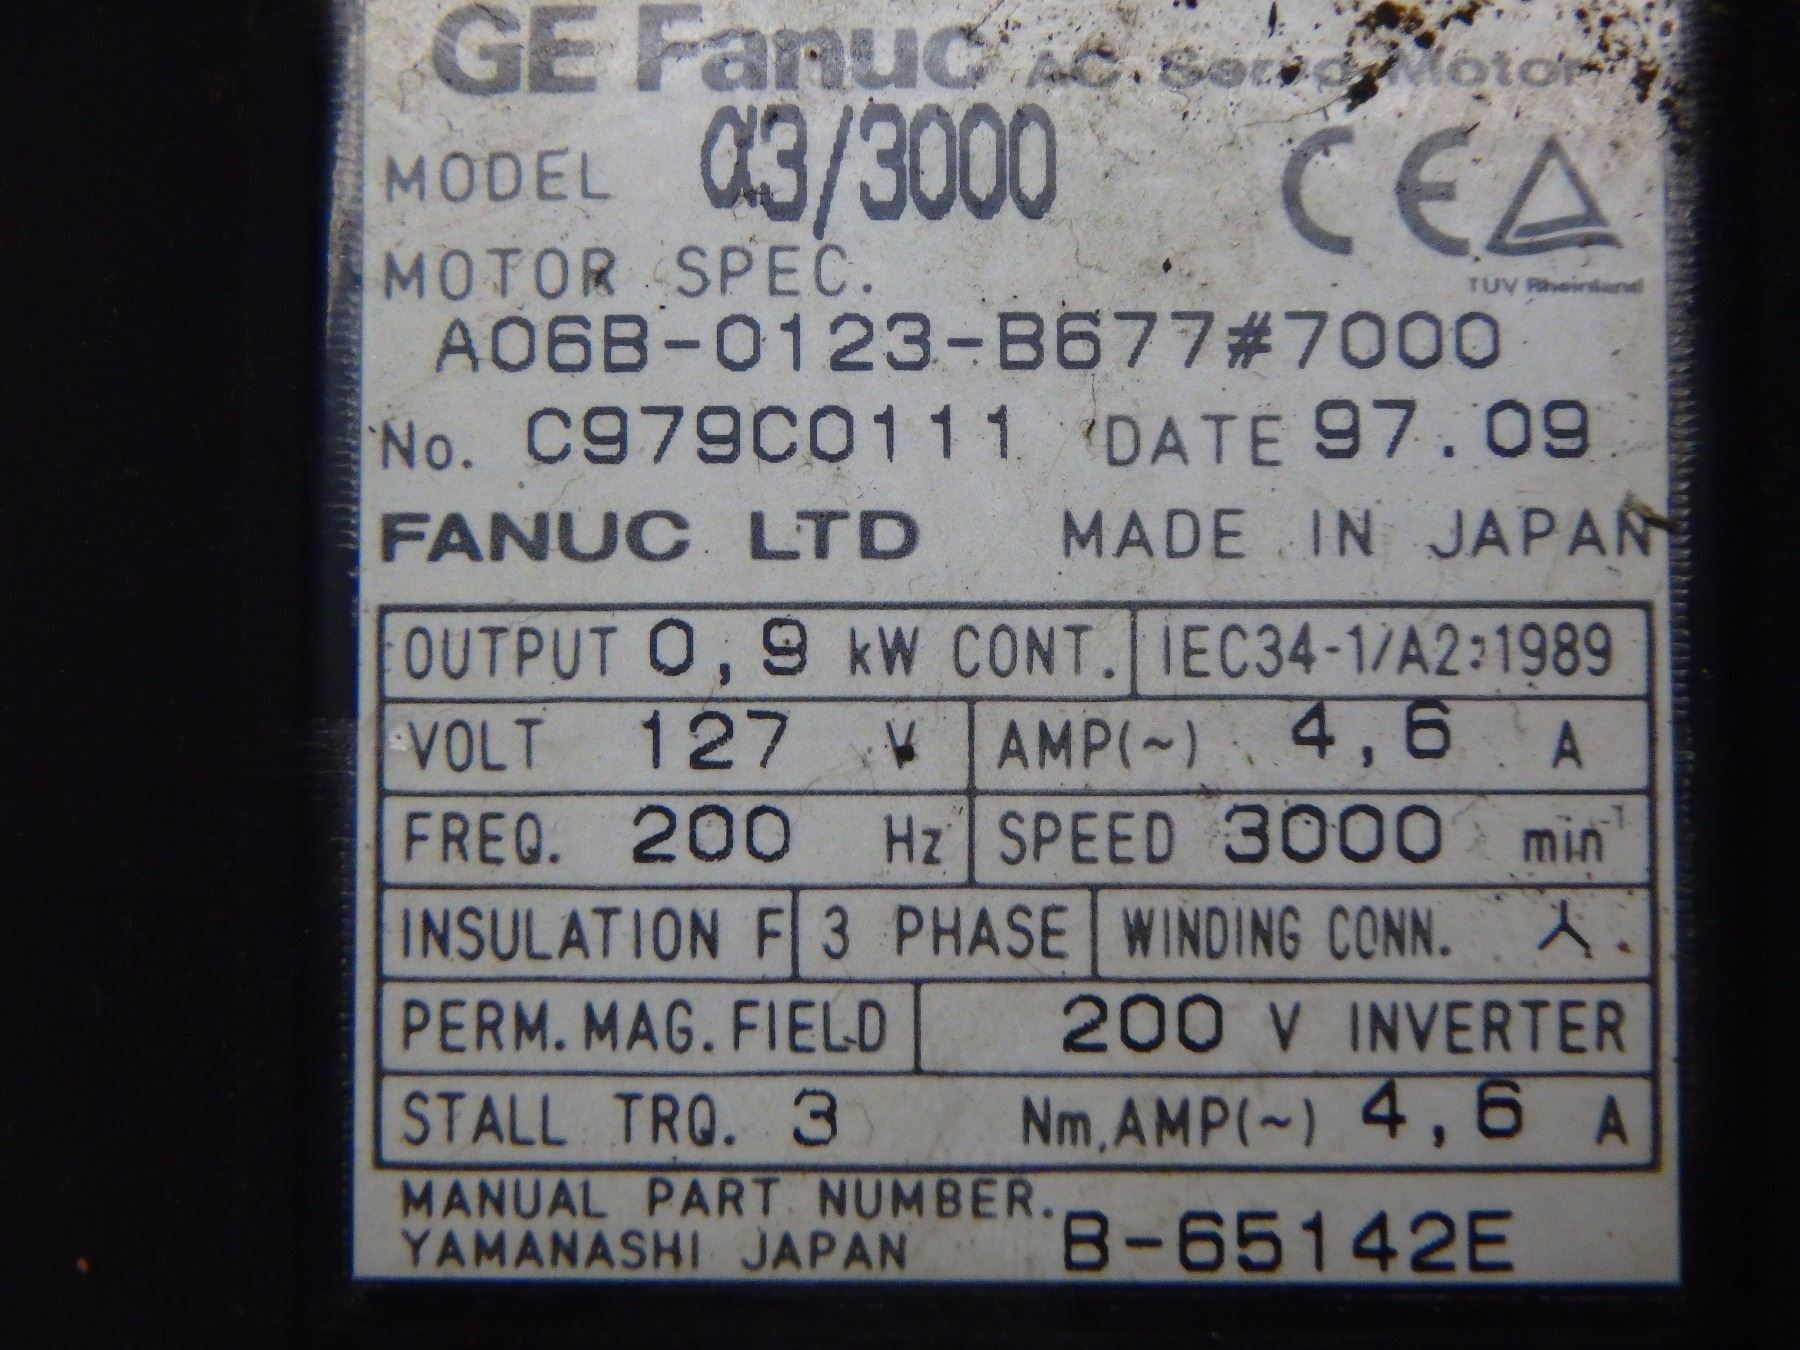 GE Fanuc AC Servo Motor
MODEL α3/3000
CE
TUV Rheinland
MOTOR SPEC.
A06B-0123-B677#7000
No. C979C0111 DATE 97.09
FANUC LTD MADE IN JAPAN
OUTPUT 0,9 kW CONT. IEC34-1/A2:1989
VOLT 127 V AMP(~) 4,6 A
FREQ. 200 Hz SPEED 3000 min⁻¹
INSULATION F 3 PHASE WINDING CONN.
PERM. MAG. FIELD 200 V INVERTER
STALL TRQ. 3 Nm, AMP(~) 4,6 A
MANUAL PART NUMBER.
YAMANASHI JAPAN B-65142E